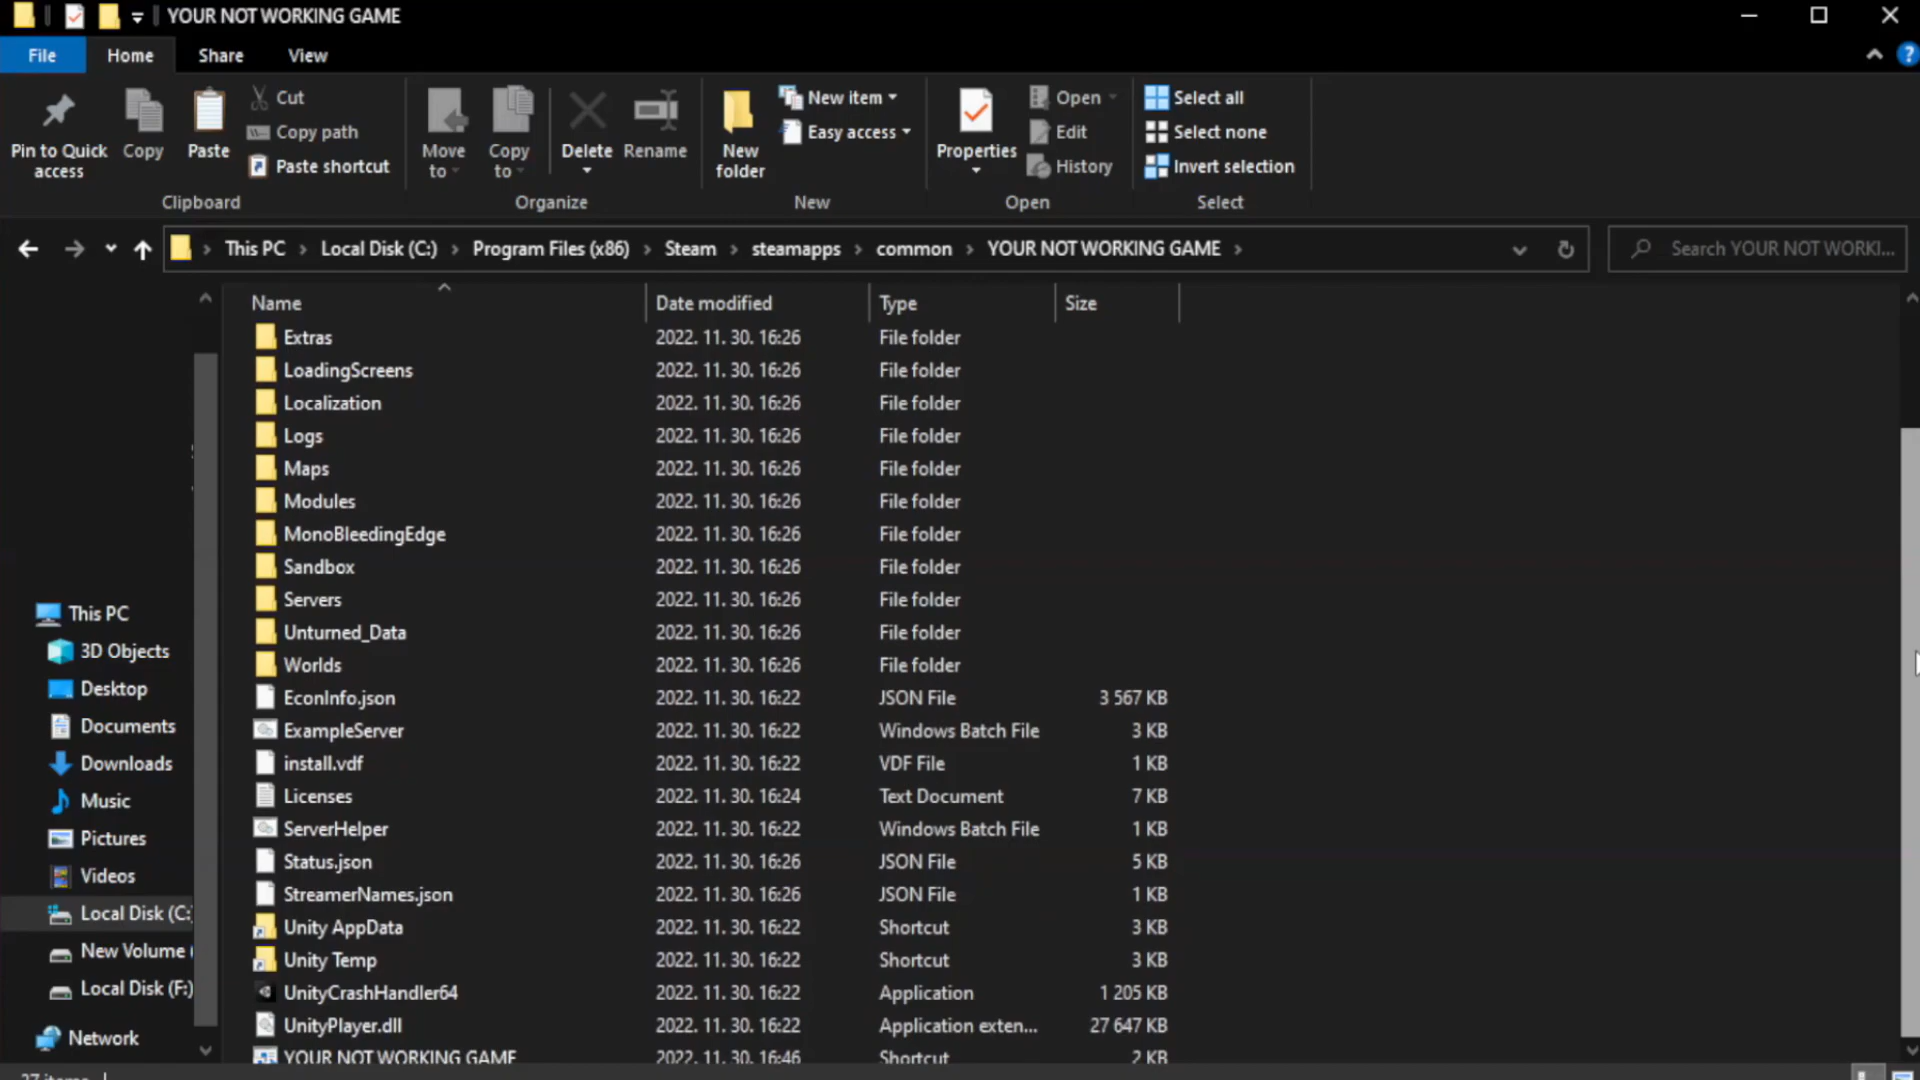 YOUR NOT WORKING GAME
File Home Share View
Pin to Quick access
Copy
Paste
Cut
Copy path
Paste shortcut
Clipboard
Move to
Copy to
Delete
Rename
Organize
New folder
New item
Easy access
New
Properties
Open
Edit
History
Open
Select all
Select none
Invert selection
Select
This PC > Local Disk (C:) > Program Files (x86) > Steam > steamapps > common > YOUR NOT WORKING GAME >
Search YOUR NOT WORKI...
This PC
3D Objects
Desktop
Documents
Downloads
Music
Pictures
Videos
Local Disk (C:)
New Volume (
Local Disk (F:)
Network
Name Date modified Type Size
Extras 2022. 11. 30. 16:26 File folder
LoadingScreens 2022. 11. 30. 16:26 File folder
Localization 2022. 11. 30. 16:26 File folder
Logs 2022. 11. 30. 16:26 File folder
Maps 2022. 11. 30. 16:26 File folder
Modules 2022. 11. 30. 16:26 File folder
MonoBleedingEdge 2022. 11. 30. 16:26 File folder
Sandbox 2022. 11. 30. 16:26 File folder
Servers 2022. 11. 30. 16:26 File folder
Unturned_Data 2022. 11. 30. 16:26 File folder
Worlds 2022. 11. 30. 16:26 File folder
EconInfo.json 2022. 11. 30. 16:22 JSON File 3 567 KB
ExampleServer 2022. 11. 30. 16:22 Windows Batch File 3 KB
install.vdf 2022. 11. 30. 16:22 VDF File 1 KB
Licenses 2022. 11. 30. 16:24 Text Document 7 KB
ServerHelper 2022. 11. 30. 16:22 Windows Batch File 1 KB
Status.json 2022. 11. 30. 16:26 JSON File 5 KB
StreamerNames.json 2022. 11. 30. 16:26 JSON File 1 KB
Unity AppData 2022. 11. 30. 16:22 Shortcut 3 KB
Unity Temp 2022. 11. 30. 16:22 Shortcut 3 KB
UnityCrashHandler64 2022. 11. 30. 16:22 Application 1 205 KB
UnityPlayer.dll 2022. 11. 30. 16:22 Application exten... 27 647 KB
YOUR NOT WORKING GAME 2022. 11. 30. 16:46 Shortcut 2 KB